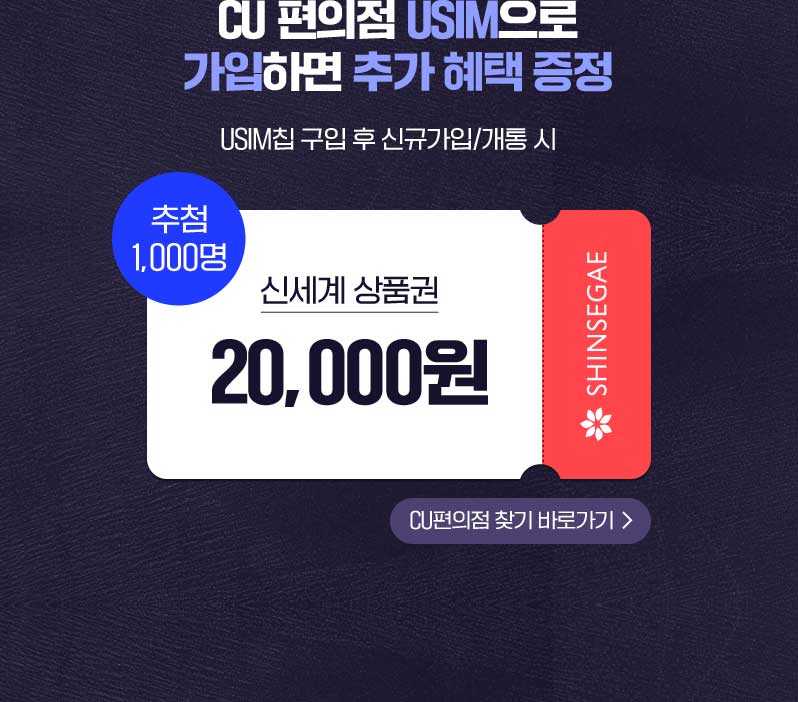 CU 편의점 USIM으로
가입하면 추가 혜택 증정
USIM칩 구입 후 신규가입/개통 시
추첨
1,000명
신세계 상품권
20,000원
SHINSEGAE
CU편의점 찾기 바로가기 >